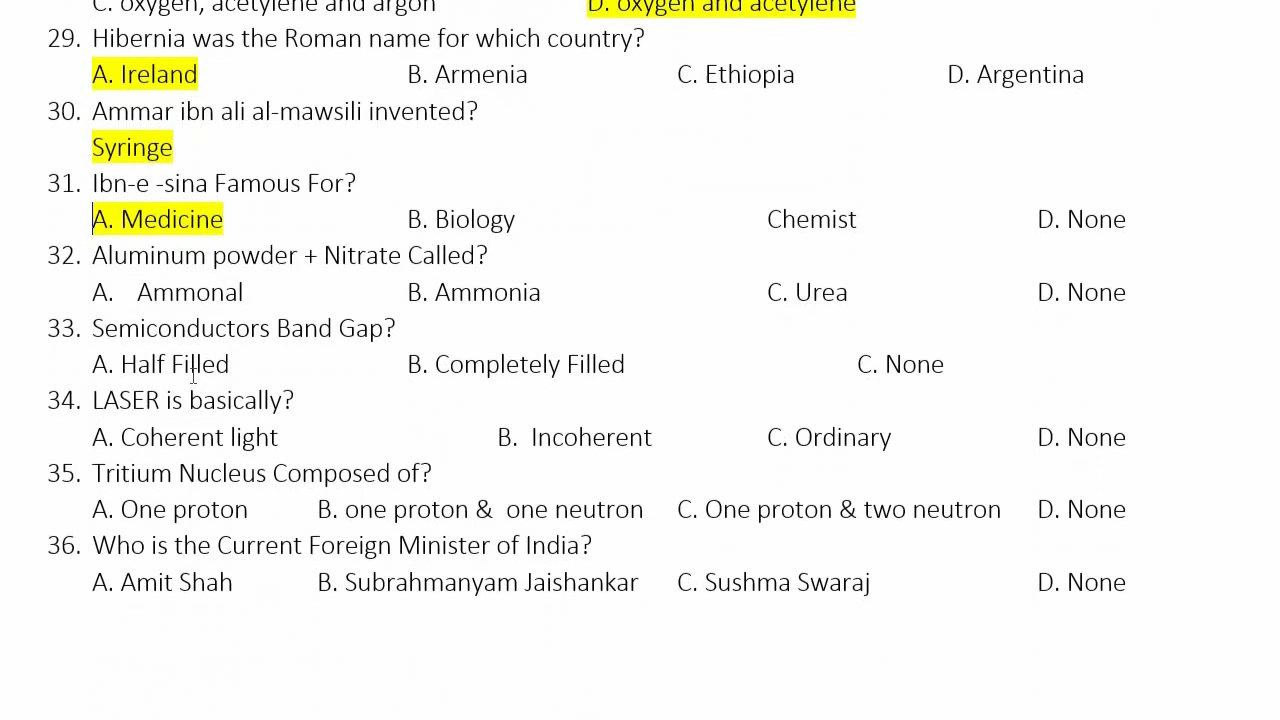 C. oxygen, acetylene and argon D. oxygen and acetylene
29. Hibernia was the Roman name for which country?
A. Ireland B. Armenia C. Ethiopia D. Argentina
30. Ammar ibn ali al-mawsili invented?
Syringe
31. Ibn-e -sina Famous For?
A. Medicine B. Biology Chemist D. None
32. Aluminum powder + Nitrate Called?
A. Ammonal B. Ammonia C. Urea D. None
33. Semiconductors Band Gap?
A. Half Filled B. Completely Filled C. None
34. LASER is basically?
A. Coherent light B. Incoherent C. Ordinary D. None
35. Tritium Nucleus Composed of?
A. One proton B. one proton & one neutron C. One proton & two neutron D. None
36. Who is the Current Foreign Minister of India?
A. Amit Shah B. Subrahmanyam Jaishankar C. Sushma Swaraj D. None